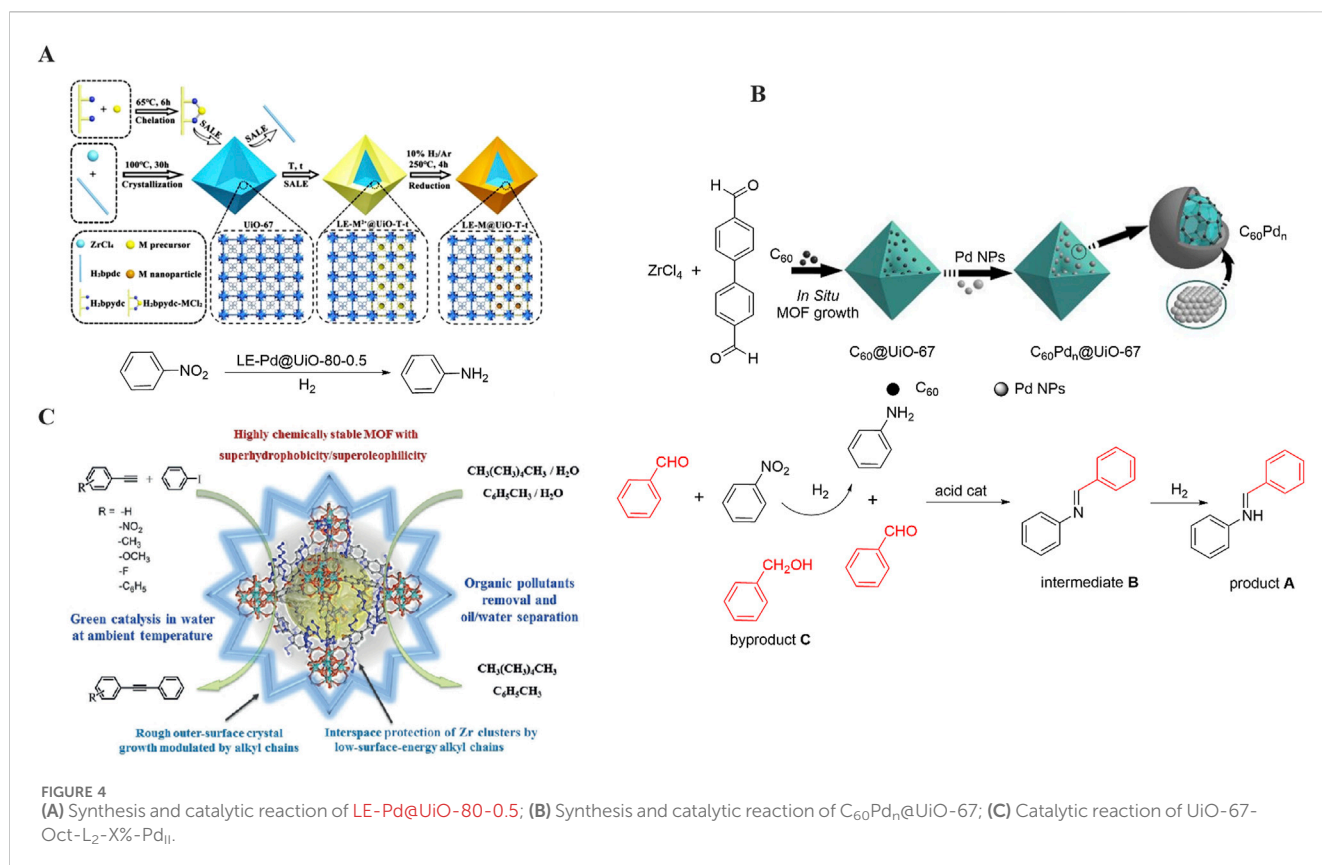 A
65°C, 6h
Chelation
SALE
SALE
100°C, 30h
Crystallization
T, t
SALE
10% H₂/Ar
250°C, 4h
Reduction
UiO-67
LE-M²⁺@UiO-T-t
LE-M@UiO-T-t
ZrCl₄
M precursor
H₂bpdc
M nanoparticle
H₂bpydc
H₂bpydc-MCl₂
NO₂
LE-Pd@UiO-80-0.5
H₂
NH₂
B
H
O
ZrCl₄ +
O
H
C₆₀
In Situ
MOF growth
Pd NPs
C₆₀Pdₙ
C₆₀@UiO-67
C₆₀Pdₙ@UiO-67
C₆₀
Pd NPs
CHO
+
NO₂
H₂
NH₂
+
CHO
CH₂OH
byproduct C
acid cat
N
intermediate B
H₂
NH
product A
C
Highly chemically stable MOF with
superhydrophobicity/superoleophilicity
R
+
I
R = -H
-NO₂
-CH₃
-OCH₃
-F
-C₆H₅
CH₃(CH₃)₄CH₃ / H₂O
C₆H₅CH₃ / H₂O
Green catalysis in water
at ambient temperature
Organic pollutants
removal and
oil/water separation
R
CH₃(CH₃)₄CH₃
C₆H₅CH₃
Rough outer-surface crystal
growth modulated by alkyl chains
Interspace protection of Zr clusters by
low-surface-energy alkyl chains
FIGURE 4
(A) Synthesis and catalytic reaction of LE-Pd@UiO-80-0.5; (B) Synthesis and catalytic reaction of C₆₀Pdₙ@UiO-67; (C) Catalytic reaction of UiO-67-
Oct-L₂-X%-Pd_II.